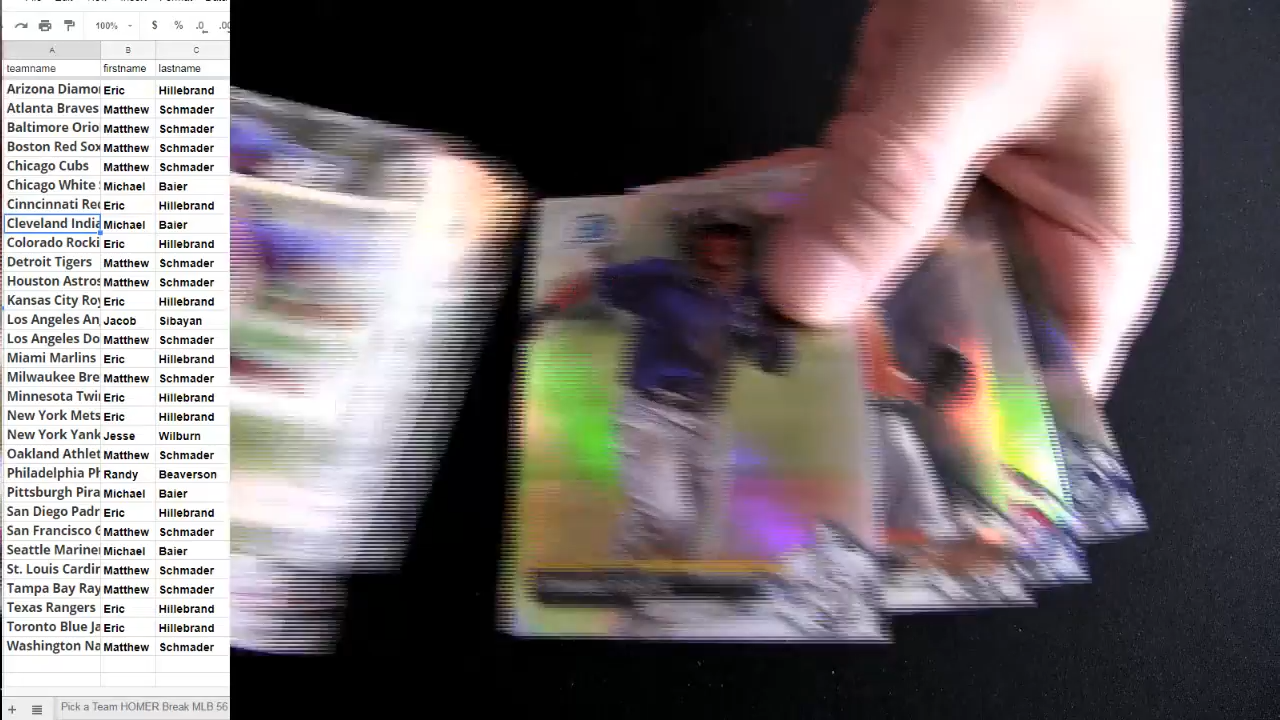 100% $ % .0 .00
A B C
teamname firstname lastname
Arizona Diamo Eric Hillebrand
Atlanta Braves Matthew Schmader
Baltimore Orio Matthew Schmader
Boston Red Sox Matthew Schmader
Chicago Cubs Matthew Schmader
Chicago White Michael Baier
Cinncinnati Re Eric Hillebrand
Cleveland India Michael Baier
Colorado Rocki Eric Hillebrand
Detroit Tigers Matthew Schmader
Houston Astros Matthew Schmader
Kansas City Roy Eric Hillebrand
Los Angeles An Jacob Sibayan
Los Angeles Do Matthew Schmader
Miami Marlins Eric Hillebrand
Milwaukee Bre Matthew Schmader
Minnesota Twi Eric Hillebrand
New York Mets Eric Hillebrand
New York Yank Jesse Wilburn
Oakland Athlet Matthew Schmader
Philadelphia Ph Randy Beaverson
Pittsburgh Pira Michael Baier
San Diego Padr Eric Hillebrand
San Francisco G Matthew Schmader
Seattle Mariner Michael Baier
St. Louis Cardin Matthew Schmader
Tampa Bay Ray Matthew Schmader
Texas Rangers Eric Hillebrand
Toronto Blue Ja Eric Hillebrand
Washington Na Matthew Schmader
Pick a Team HOMER Break MLB 56